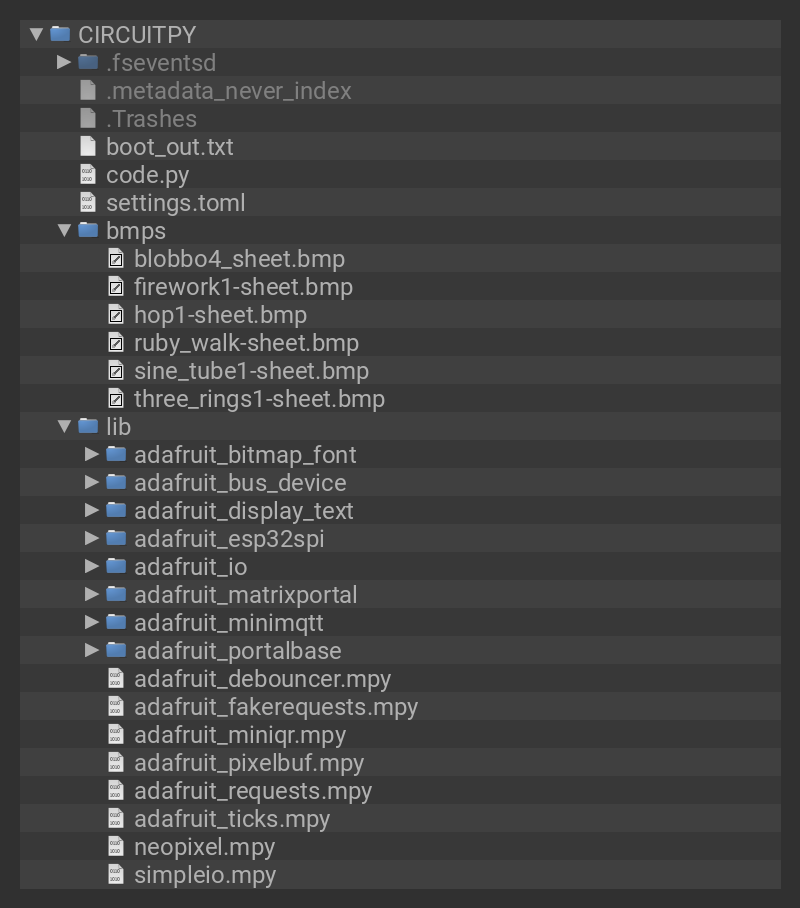 CIRCUITPY
.fseventsd
.metadata_never_index
.Trashes
boot_out.txt
code.py
settings.toml
bmps
blobbo4_sheet.bmp
firework1-sheet.bmp
hop1-sheet.bmp
ruby_walk-sheet.bmp
sine_tube1-sheet.bmp
three_rings1-sheet.bmp
lib
adafruit_bitmap_font
adafruit_bus_device
adafruit_display_text
adafruit_esp32spi
adafruit_io
adafruit_matrixportal
adafruit_minimqtt
adafruit_portalbase
adafruit_debouncer.mpy
adafruit_fakerequests.mpy
adafruit_miniqr.mpy
adafruit_pixelbuf.mpy
adafruit_requests.mpy
adafruit_ticks.mpy
neopixel.mpy
simpleio.mpy